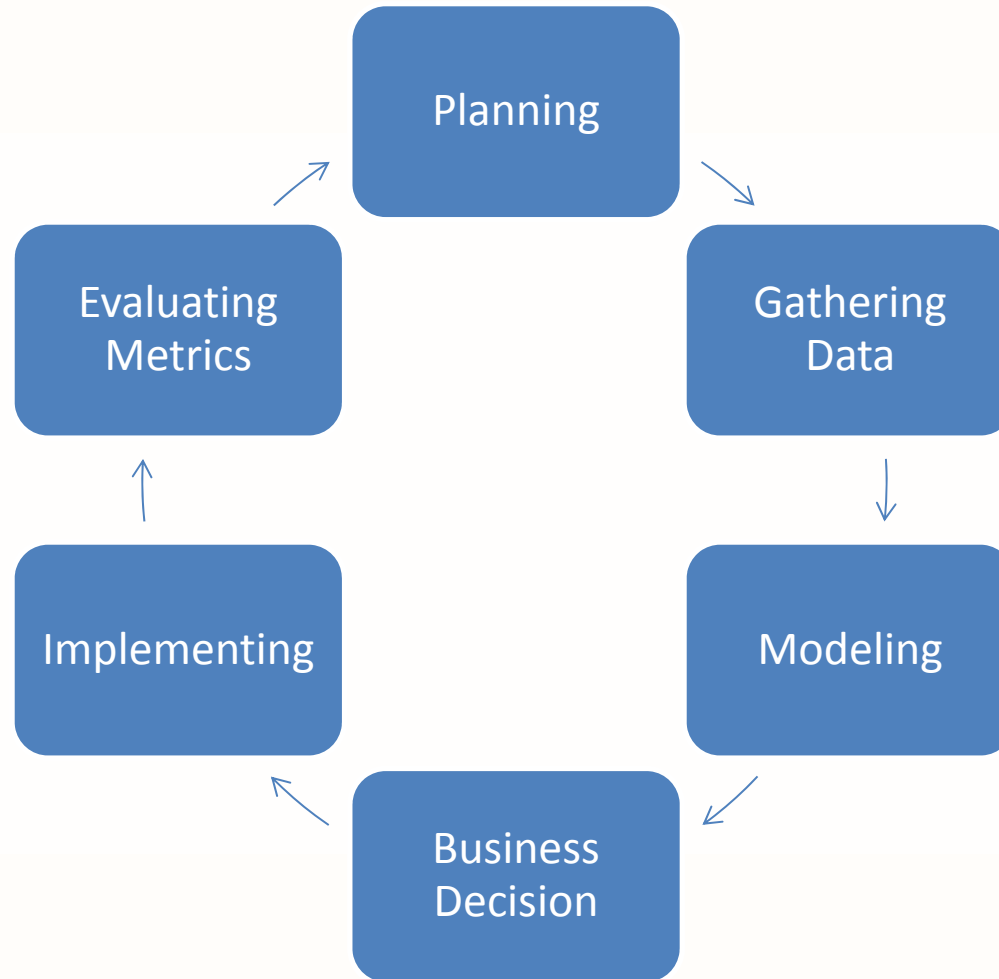 Planning
Gathering
Data
Modeling
Business
Decision
Implementing
Evaluating
Metrics